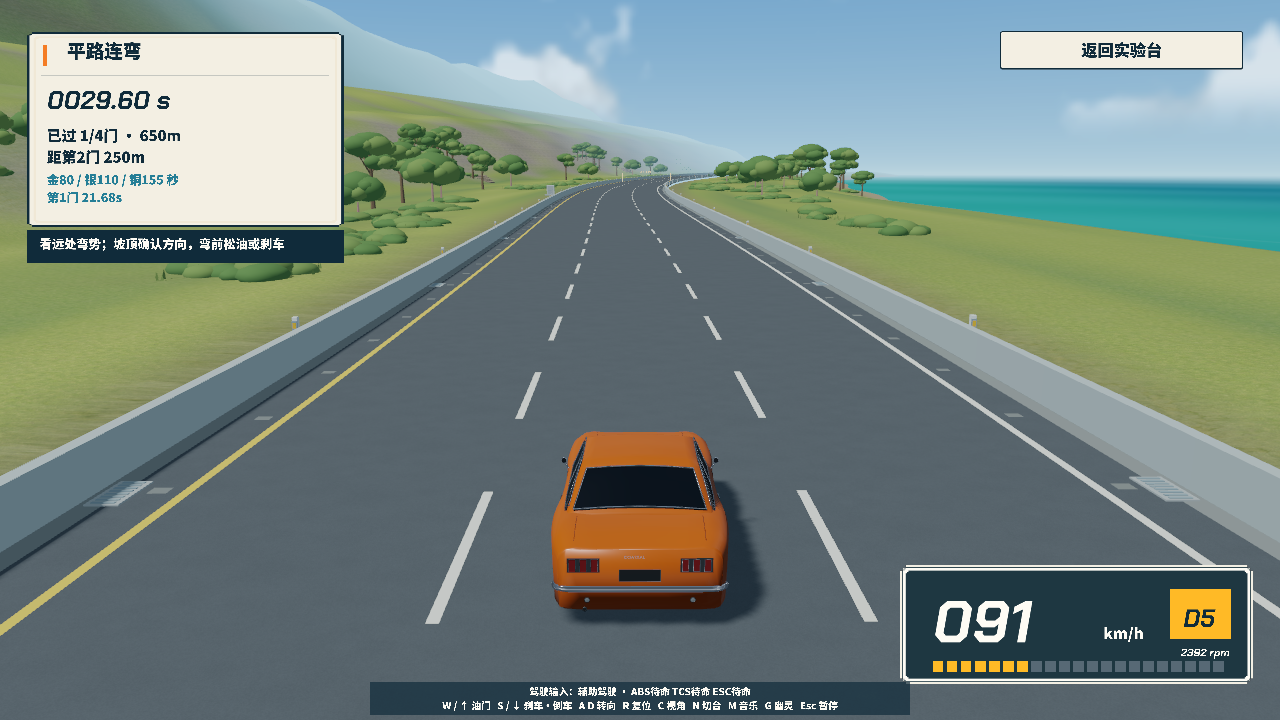 平路连弯
0029.60 s
已过 1/4门 · 650m
距第2门 250m
金80 / 银110 / 铜155 秒
第1门 21.68s
看远处弯势；坡顶确认方向，弯前松油或刹车
返回实验台
091 km/h D5
2392 rpm
驾驶输入：辅助驾驶 · ABS待命 TCS待命 ESC待命
W / ↑ 油门 S / ↓ 刹车·倒车 A D 转向 R 复位 C 视角 N 切台 M 音乐 G 幽灵 Esc 暂停